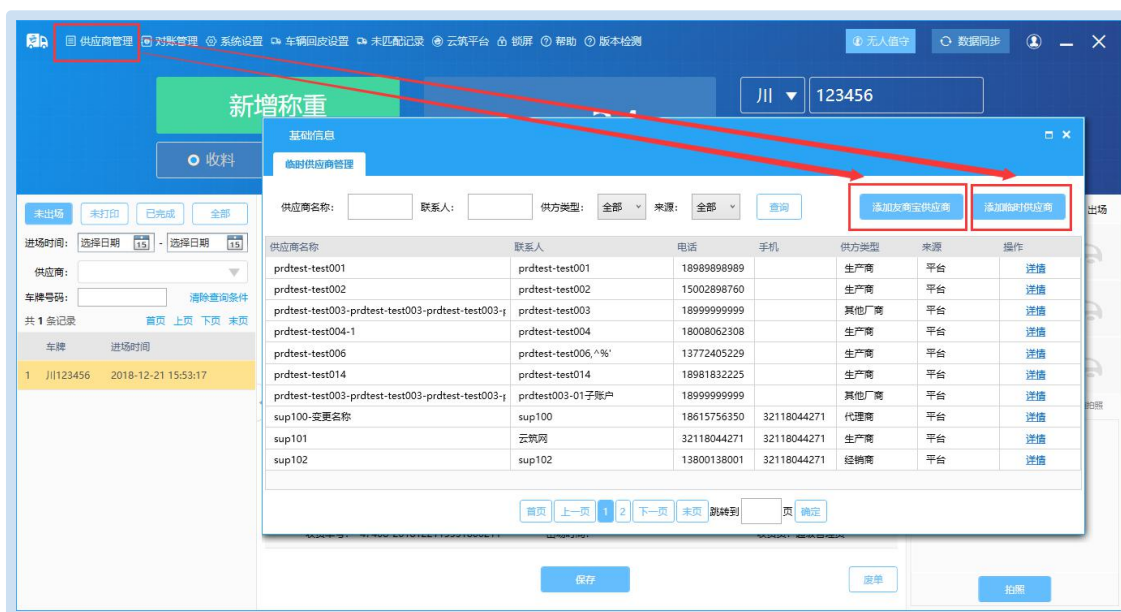 供应商管理 对账管理 系统设置 车辆回皮设置 未匹配记录 云筑平台 锁屏 帮助 版本检测 无人值守 数据同步
新增称重 川 123456
收料
基础信息
临时供应商管理
供应商名称: 联系人: 供方类型: 全部 来源: 全部 查询 添加友商宝供应商 添加临时供应商
未出场 未打印 已完成 全部 出场
进场时间: 选择日期 15 - 选择日期 15
供应商:
车牌号码: 清除查询条件
共 1 条记录 首页 上页 下页 末页
车牌 进场时间
1 川123456 2018-12-21 15:53:17
供应商名称 联系人 电话 手机 供方类型 来源 操作
prdtest-test001 prdtest-test001 18989898989 生产商 平台 详情
prdtest-test002 prdtest-test002 15002898760 生产商 平台 详情
prdtest-test003-prdtest-test003-prdtest-test003-p prdtest-test003 18999999999 其他厂商 平台 详情
prdtest-test004-1 prdtest-test004 18008062308 生产商 平台 详情
prdtest-test006 prdtest-test006,^%' 13772405229 生产商 平台 详情
prdtest-test014 prdtest-test014 18981832225 生产商 平台 详情
prdtest-test003-prdtest-test003-prdtest-test003-p prdtest003-01子账户 18999999999 其他厂商 平台 详情
sup100-变更名称 sup100 18615756350 32118044271 代理商 平台 详情
sup101 云筑网 32118044271 32118044271 生产商 平台 详情
sup102 sup102 13800138001 32118044271 经销商 平台 详情
拍照
首页 上一页 1 2 下一页 末页 跳转到 页 确定
保存 废单 拍照